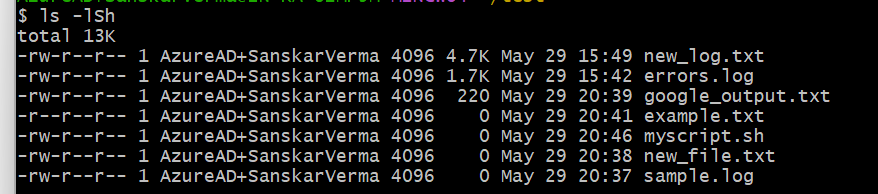 $ ls -lSh
total 13K
-rw-r--r-- 1 AzureAD+SanskarVerma 4096 4.7K May 29 15:49 new_log.txt
-rw-r--r-- 1 AzureAD+SanskarVerma 4096 1.7K May 29 15:42 errors.log
-rw-r--r-- 1 AzureAD+SanskarVerma 4096  220 May 29 20:39 google_output.txt
-r--r--r-- 1 AzureAD+SanskarVerma 4096    0 May 29 20:41 example.txt
-rw-r--r-- 1 AzureAD+SanskarVerma 4096    0 May 29 20:46 myscript.sh
-rw-r--r-- 1 AzureAD+SanskarVerma 4096    0 May 29 20:38 new_file.txt
-rw-r--r-- 1 AzureAD+SanskarVerma 4096    0 May 29 20:37 sample.log